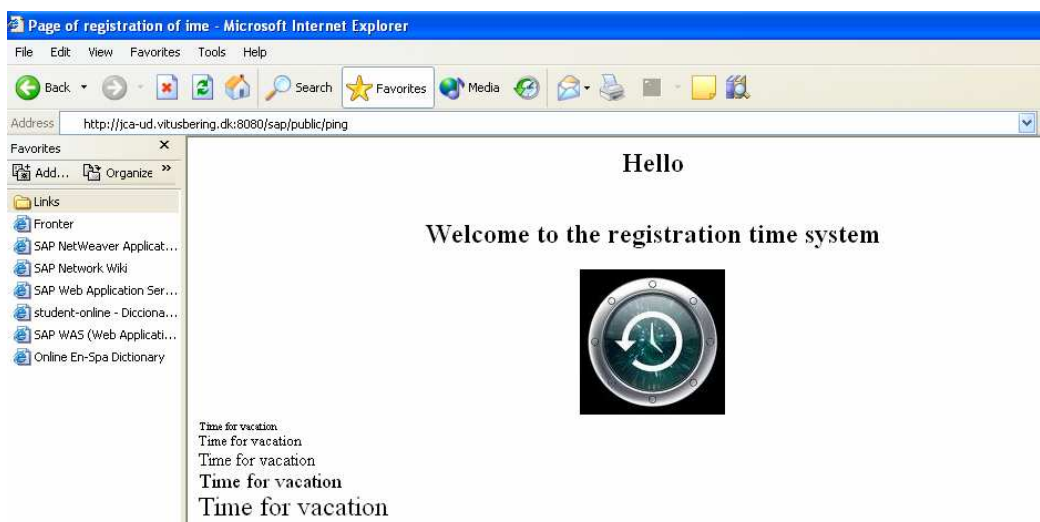 Page of registration of ime - Microsoft Internet Explorer
File Edit View Favorites Tools Help
Back Search Favorites Media
Address http://jca-ud.vitusbering.dk:8080/sap/public/ping
Favorites x
Add... Organize »
Links
Fronter
SAP NetWeaver Applicat...
SAP Network Wiki
SAP Web Application Ser...
student-online - Dicciona...
SAP WAS (Web Applicati...
Online En-Spa Dictionary
Hello
Welcome to the registration time system
Time for vacation
Time for vacation
Time for vacation
Time for vacation
Time for vacation